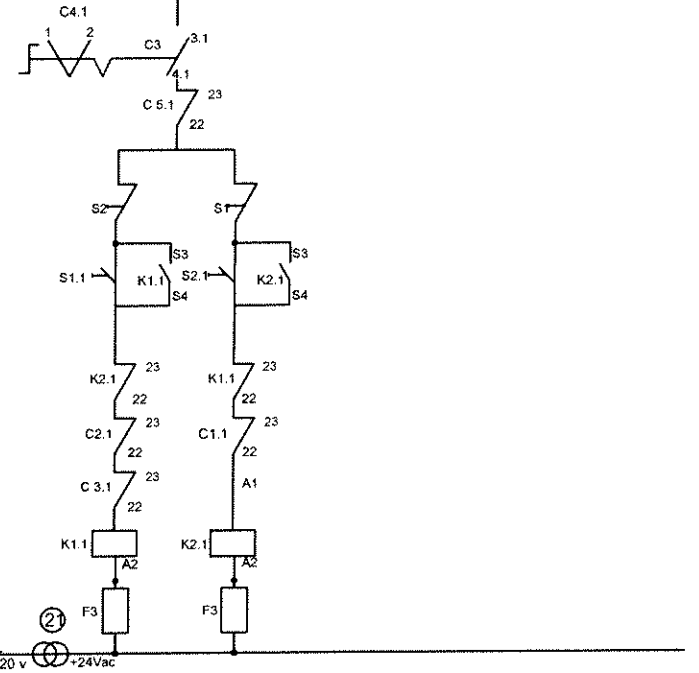 C4.1
1 2
C3
3.1
4.1
C 5.1
23
22
S2
S1
S1.1
K1.1
S3
S4
S2.1
K2.1
S3
S4
K2.1
23
22
K1.1
23
22
C2.1
23
22
C1.1
23
22
C 3.1
23
22
A1
K1.1
A2
K2.1
A2
F3
F3
21
20 v
+24Vac